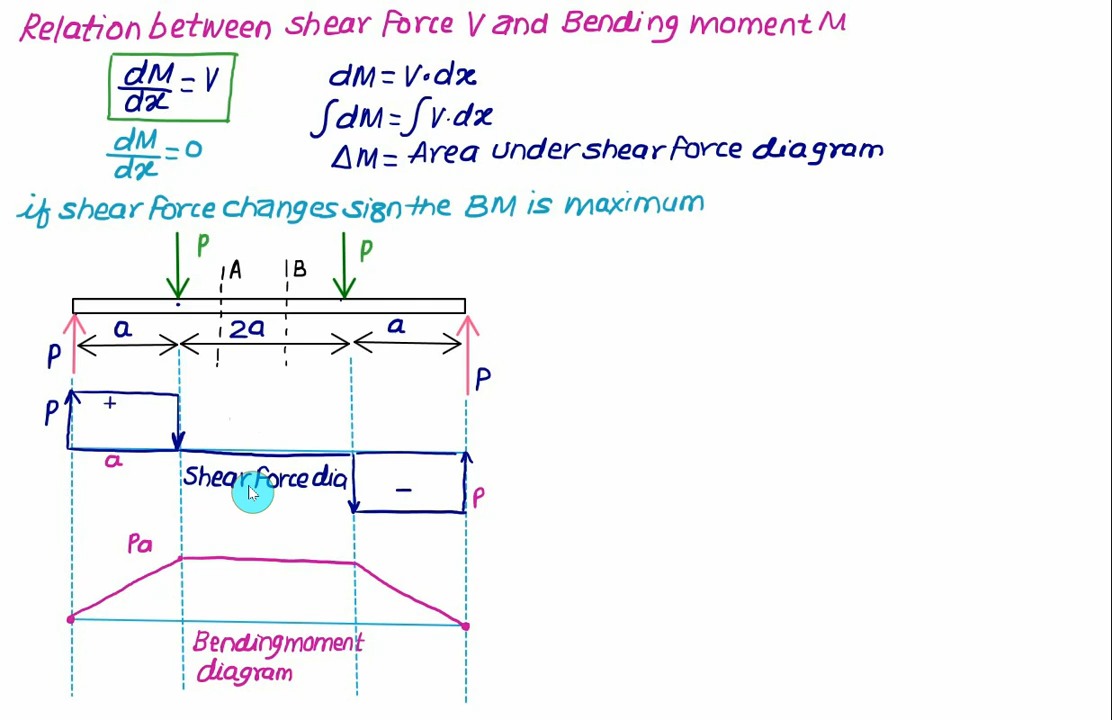 Relation between shear force V and Bending moment M
dM/dx = V
dM = V·dx
∫dM = ∫V·dx
dM/dx = 0
ΔM = Area under shear force diagram
if shear force changes sign the BM is maximum
P
P
A
B
a
2a
a
P
P
P
+
a
Shear force dia
−
P
Pa
Bending moment
diagram